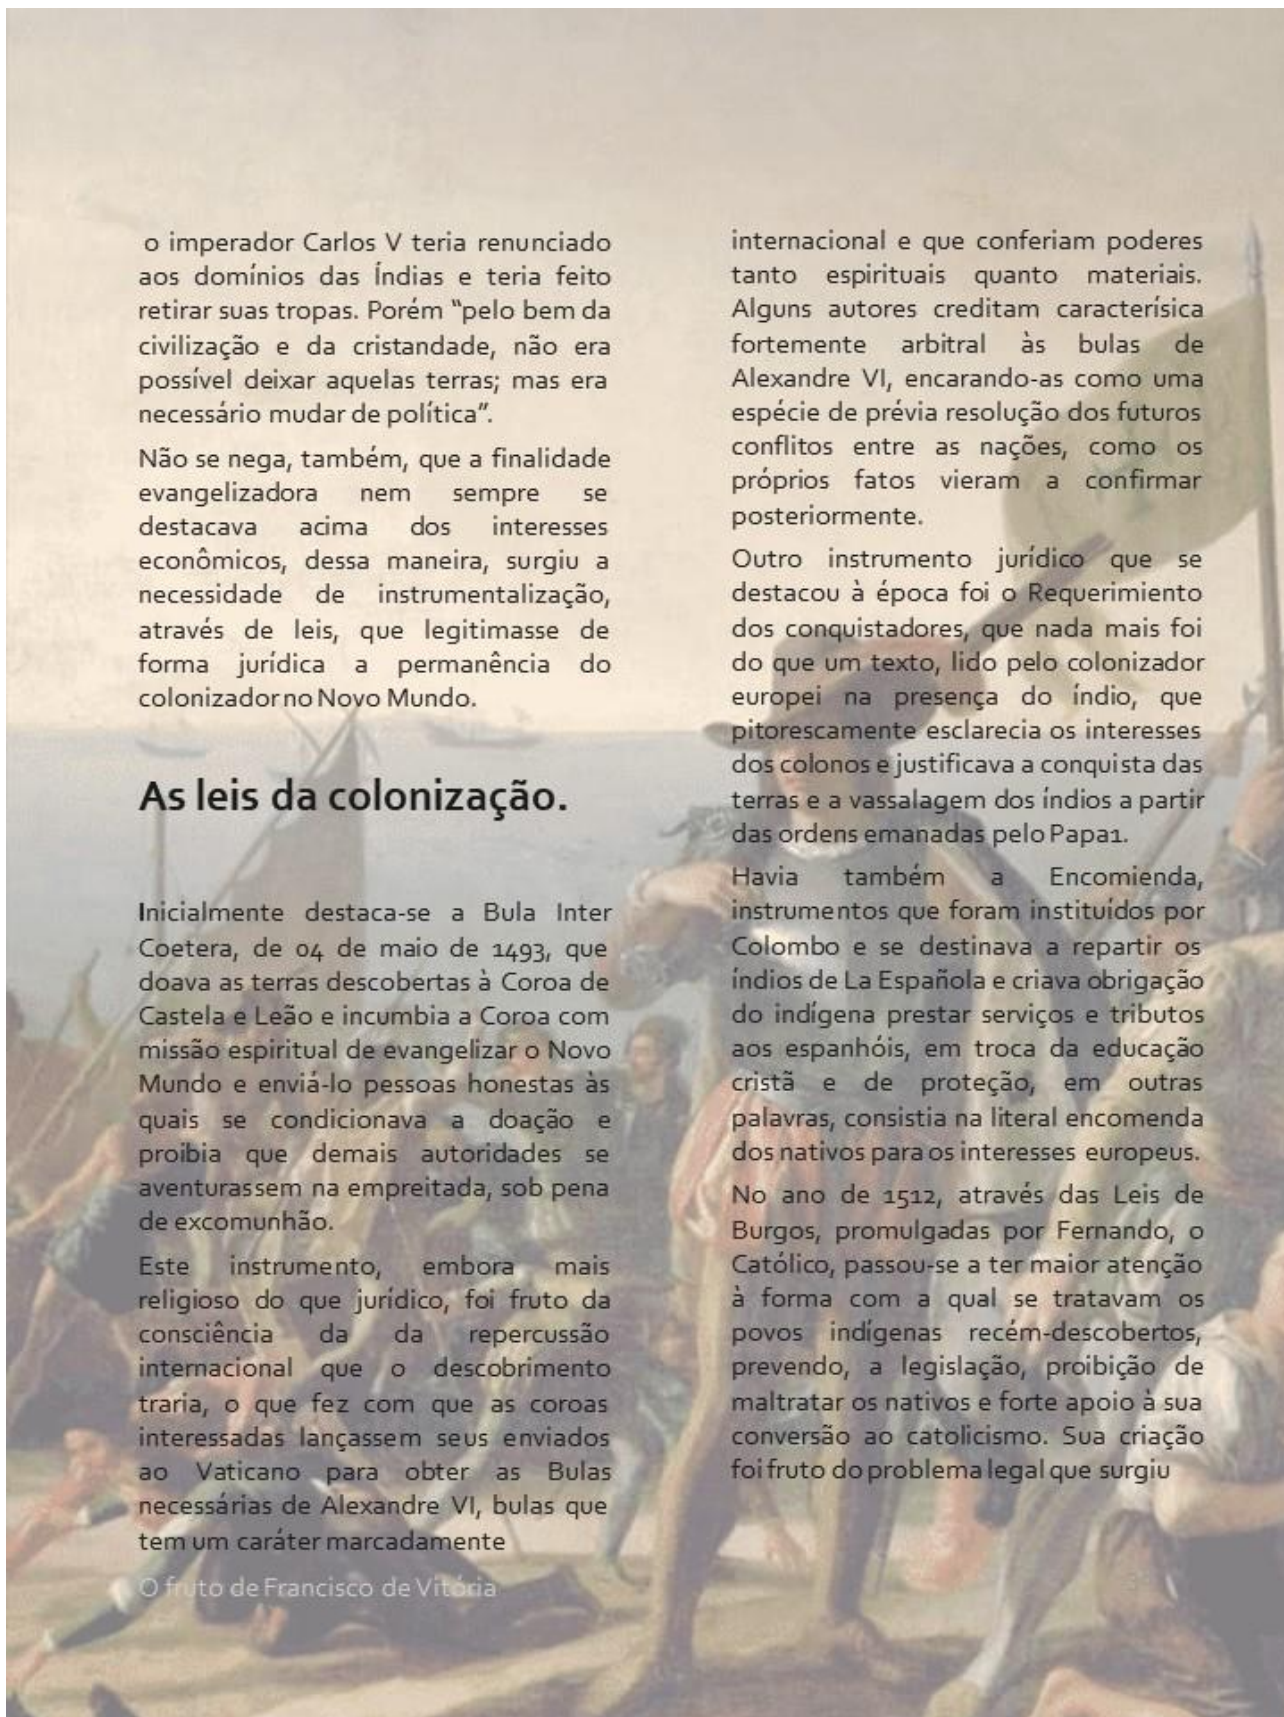 o imperador Carlos V teria renunciado
aos domínios das Índias e teria feito
retirar suas tropas. Porém “pelo bem da
civilização e da cristandade, não era
possível deixar aquelas terras; mas era
necessário mudar de política”.
Não se nega, também, que a finalidade
evangelizadora nem sempre se
destacava acima dos interesses
econômicos, dessa maneira, surgiu a
necessidade de instrumentalização,
através de leis, que legitimasse de
forma jurídica a permanência do
colonizador no Novo Mundo.
As leis da colonização.
Inicialmente destaca-se a Bula Inter
Coetera, de 04 de maio de 1493, que
doava as terras descobertas à Coroa de
Castela e Leão e incumbia a Coroa com
missão espiritual de evangelizar o Novo
Mundo e enviá-lo pessoas honestas às
quais se condicionava a doação e
proibia que demais autoridades se
aventurassem na empreitada, sob pena
de excomunhão.
Este instrumento, embora mais
religioso do que jurídico, foi fruto da
consciência da da repercussão
internacional que o descobrimento
traria, o que fez com que as coroas
interessadas lançassem seus enviados
ao Vaticano para obter as Bulas
necessárias de Alexandre VI, bulas que
tem um caráter marcadamente
O fruto de Francisco de Vitória
internacional e que conferiam poderes
tanto espirituais quanto materiais.
Alguns autores creditam caracterísica
fortemente arbitral às bulas de
Alexandre VI, encarando-as como uma
espécie de prévia resolução dos futuros
conflitos entre as nações, como os
próprios fatos vieram a confirmar
posteriormente.
Outro instrumento jurídico que se
destacou à época foi o Requerimiento
dos conquistadores, que nada mais foi
do que um texto, lido pelo colonizador
europei na presença do índio, que
pitorescamente esclarecia os interesses
dos colonos e justificava a conquista das
terras e a vassalagem dos índios a partir
das ordens emanadas pelo Papa1.
Havia também a Encomienda,
instrumentos que foram instituídos por
Colombo e se destinava a repartir os
índios de La Española e criava obrigação
do indígena prestar serviços e tributos
aos espanhóis, em troca da educação
cristã e de proteção, em outras
palavras, consistia na literal encomenda
dos nativos para os interesses europeus.
No ano de 1512, através das Leis de
Burgos, promulgadas por Fernando, o
Católico, passou-se a ter maior atenção
à forma com a qual se tratavam os
povos indígenas recém-descobertos,
prevendo, a legislação, proibição de
maltratar os nativos e forte apoio à sua
conversão ao catolicismo. Sua criação
foi fruto do problema legal que surgiu